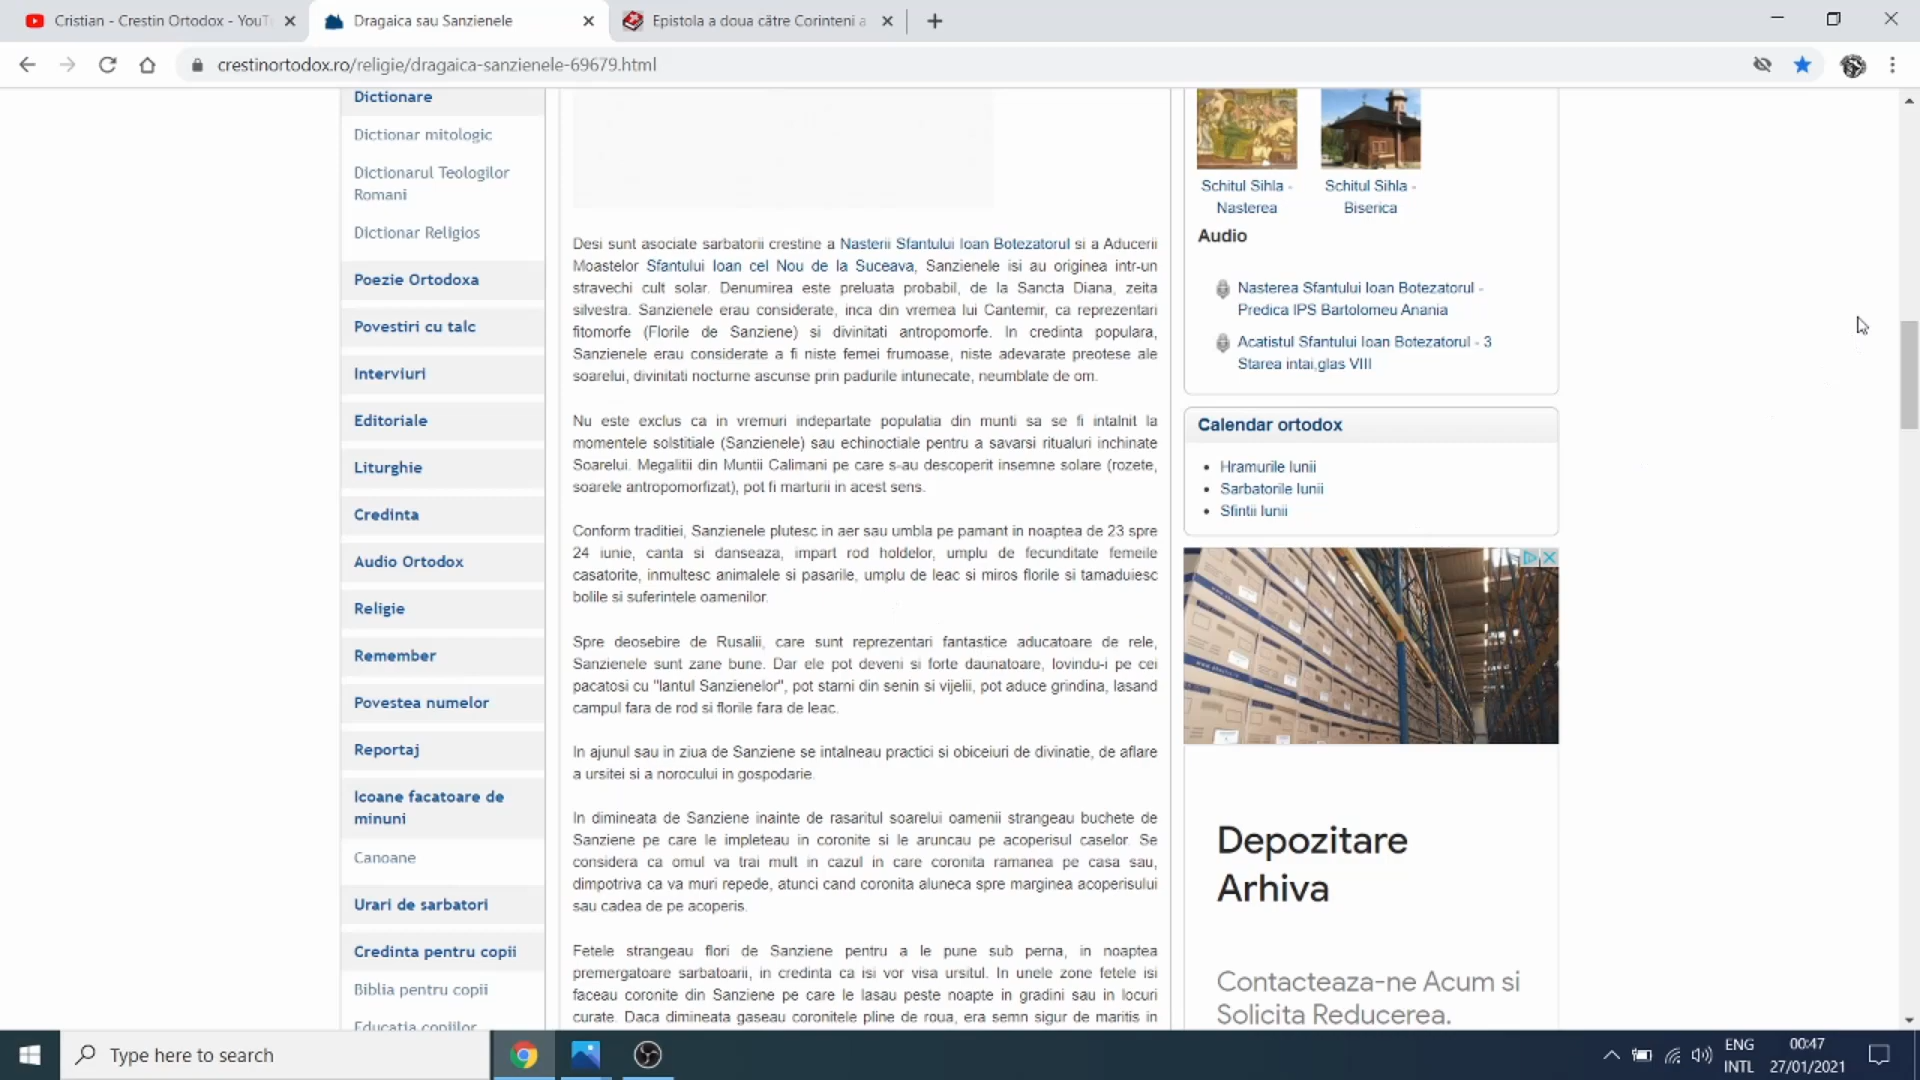 Cristian - Crestin Ortodox - YouT
Dragaica sau Sanzienele
Epistola a doua către Corinteni a
crestinortodox.ro/religie/dragaica-sanzienele-69679.html
Dictionare
Dictionar mitologic
Dictionarul Teologilor
Romani
Dictionar Religios
Poezie Ortodoxa
Povestiri cu talc
Interviuri
Editoriale
Liturghie
Credinta
Audio Ortodox
Religie
Remember
Povestea numelor
Reportaj
Icoane facatoare de
minuni
Canoane
Urari de sarbatori
Credinta pentru copii
Biblia pentru copii
Educatia copiilor
Desi sunt asociate sarbatorii crestine a Nasterii Sfantului Ioan Botezatorul si a Aducerii
Moastelor Sfantului Ioan cel Nou de la Suceava, Sanzienele isi au originea intr-un
stravechi cult solar. Denumirea este preluata probabil, de la Sancta Diana, zeita
silvestra. Sanzienele erau considerate, inca din vremea lui Cantemir, ca reprezentari
fitomorfe (Florile de Sanziene) si divinitati antropomorfe. In credinta populara,
Sanzienele erau considerate a fi niste femei frumoase, niste adevarate preotese ale
soarelui, divinitati nocturne ascunse prin padurile intunecate, neumblate de om.
Nu este exclus ca in vremuri indepartate populatia din munti sa se fi intalnit la
momentele solstitiale (Sanzienele) sau echinoctiale pentru a savarsi ritualuri inchinate
Soarelui. Megalitii din Muntii Calimani pe care s-au descoperit insemne solare (rozete,
soarele antropomorfizat), pot fi marturii in acest sens.
Conform traditiei, Sanzienele plutesc in aer sau umbla pe pamant in noaptea de 23 spre
24 iunie, canta si danseaza, impart rod holdelor, umplu de fecunditate femeile
casatorite, inmultesc animalele si pasarile, umplu de leac si miros florile si tamaduiesc
bolile si suferintele oamenilor.
Spre deosebire de Rusalii, care sunt reprezentari fantastice aducatoare de rele,
Sanzienele sunt zane bune. Dar ele pot deveni si forte daunatoare, lovindu-i pe cei
pacatosi cu "lantul Sanzienelor", pot starni din senin si vijelii, pot aduce grindina, lasand
campul fara de rod si florile fara de leac.
In ajunul sau in ziua de Sanziene se intalneau practici si obiceiuri de divinatie, de aflare
a ursitei si a norocului in gospodarie.
In dimineata de Sanziene inainte de rasaritul soarelui oamenii strangeau buchete de
Sanziene pe care le impleteau in coronite si le aruncau pe acoperisul caselor. Se
considera ca omul va trai mult in cazul in care coronita ramanea pe casa sau,
dimpotriva ca va muri repede, atunci cand coronita aluneca spre marginea acoperisului
sau cadea de pe acoperis.
Fetele strangeau flori de Sanziene pentru a le pune sub perna, in noaptea
premergatoare sarbatoarii, in credinta ca isi vor visa ursitul. In unele zone fetele isi
faceau coronite din Sanziene pe care le lasau peste noapte in gradini sau in locuri
curate. Daca dimineata gaseau coronitele pline de roua, era semn sigur de maritis in
Schitul Sihla -
Nasterea
Schitul Sihla -
Biserica
Audio
Nasterea Sfantului Ioan Botezatorul -
Predica IPS Bartolomeu Anania
Acatistul Sfantului Ioan Botezatorul - 3
Starea intai,glas VIII
Calendar ortodox
Hramurile lunii
Sarbatorile lunii
Sfintii lunii
Depozitare
Arhiva
Contacteaza-ne Acum si
Solicita Reducerea.
Type here to search
ENG
INTL
00:47
27/01/2021